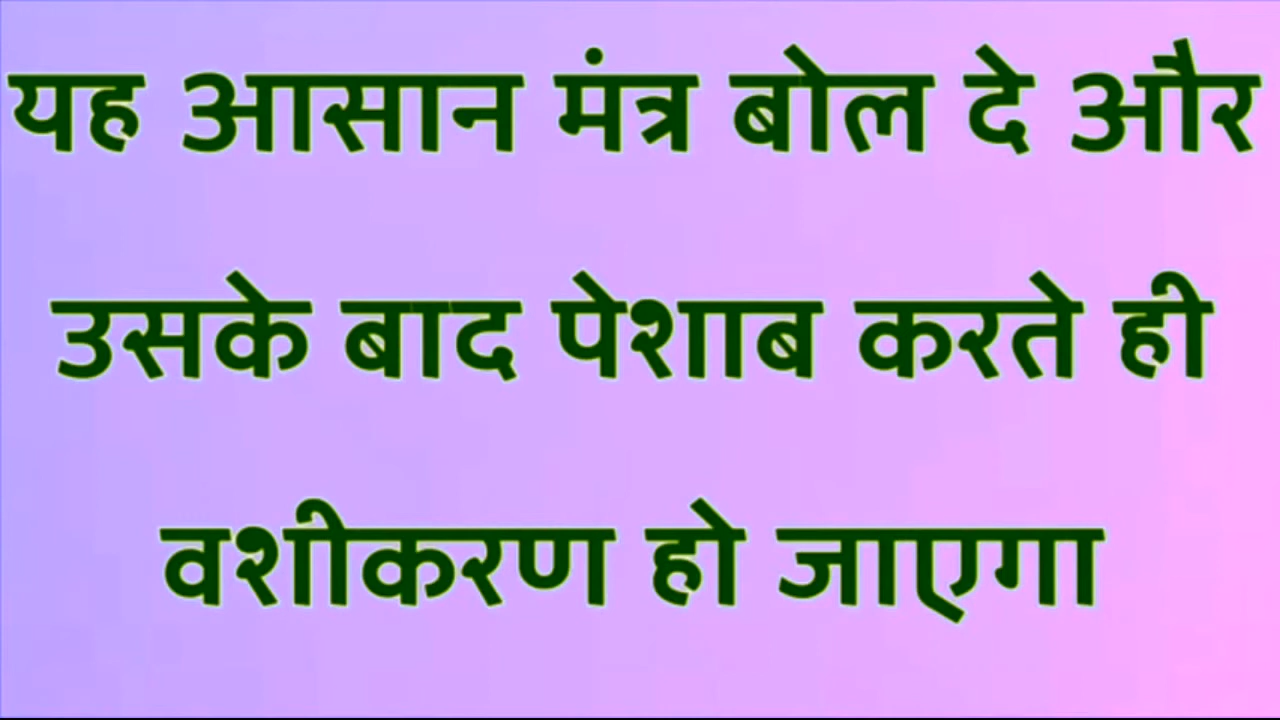 यह आसान मंत्र बोल दे और
उसके बाद पेशाब करते ही
वशीकरण हो जाएगा